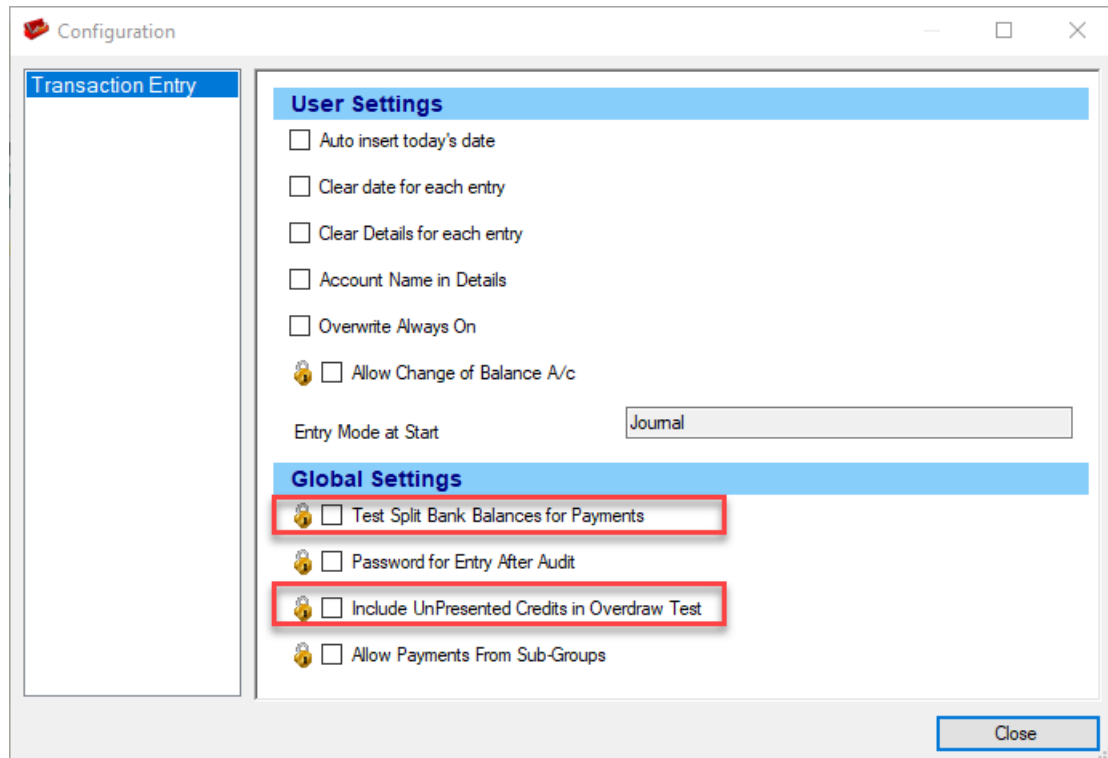 Configuration
Transaction Entry
User Settings
Auto insert today's date
Clear date for each entry
Clear Details for each entry
Account Name in Details
Overwrite Always On
Allow Change of Balance A/c
Entry Mode at Start Journal
Global Settings
Test Split Bank Balances for Payments
Password for Entry After Audit
Include UnPresented Credits in Overdraw Test
Allow Payments From Sub-Groups
Close